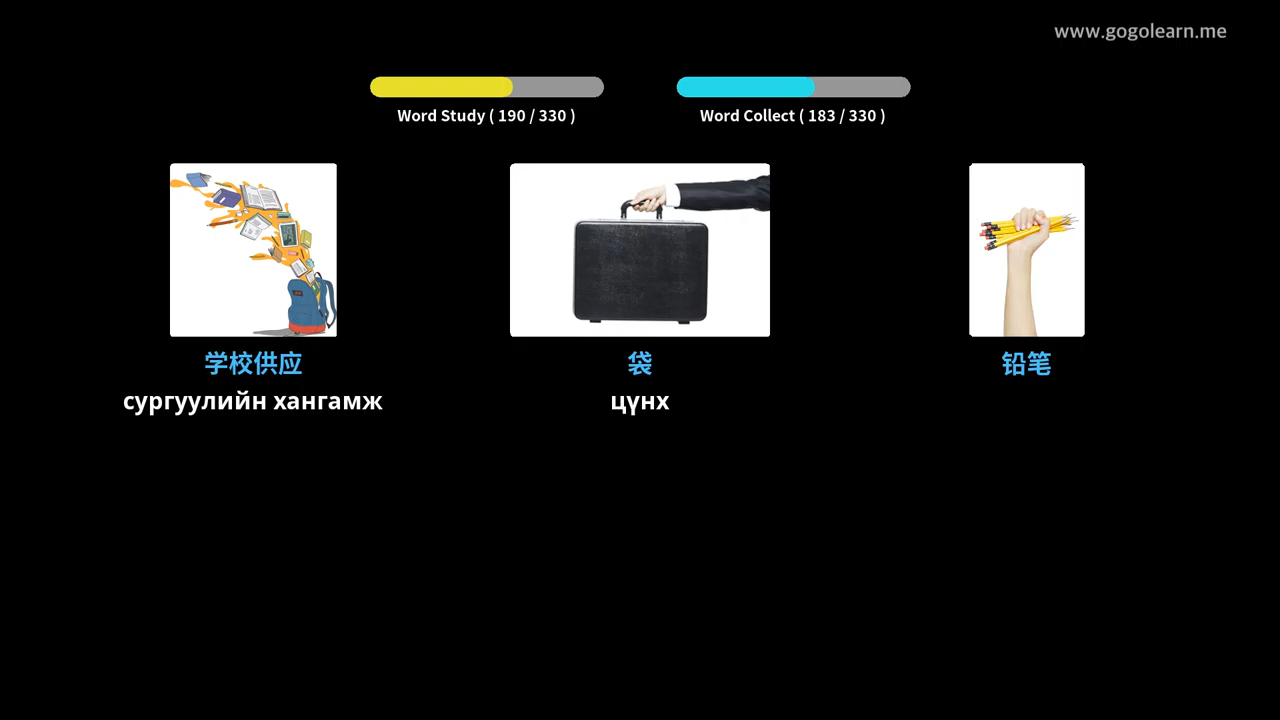 www.gogolearn.me
Word Study ( 190 / 330 )
Word Collect ( 183 / 330 )
学校供应
袋
铅笔
сургуулийн хангамж
цүнх